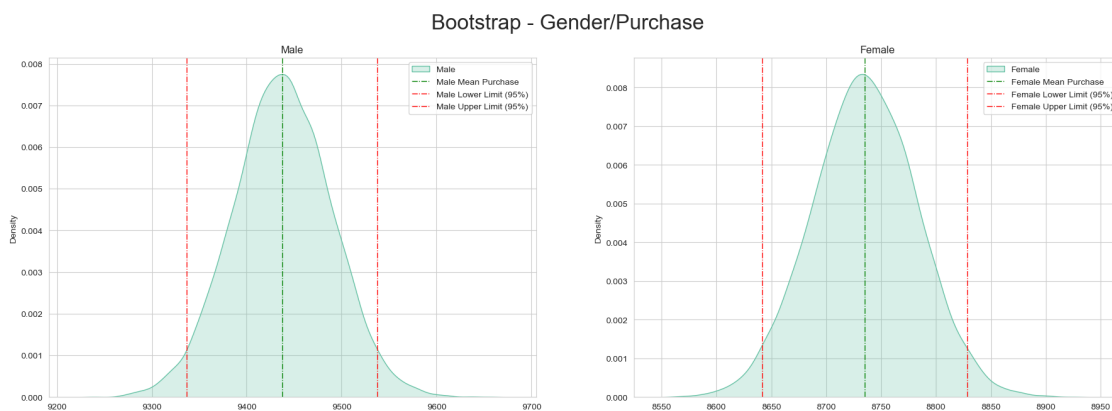 Bootstrap - Gender/Purchase
Male
0.008
0.007
0.006
0.005
0.004
0.003
0.002
0.001
0.000
Density
9200 9300 9400 9500 9600 9700
Male
Male Mean Purchase
Male Lower Limit (95%)
Male Upper Limit (95%)
Female
0.008
0.007
0.006
0.005
0.004
0.003
0.002
0.001
0.000
Density
8550 8600 8650 8700 8750 8800 8850 8900 8950
Female
Female Mean Purchase
Female Lower Limit (95%)
Female Upper Limit (95%)